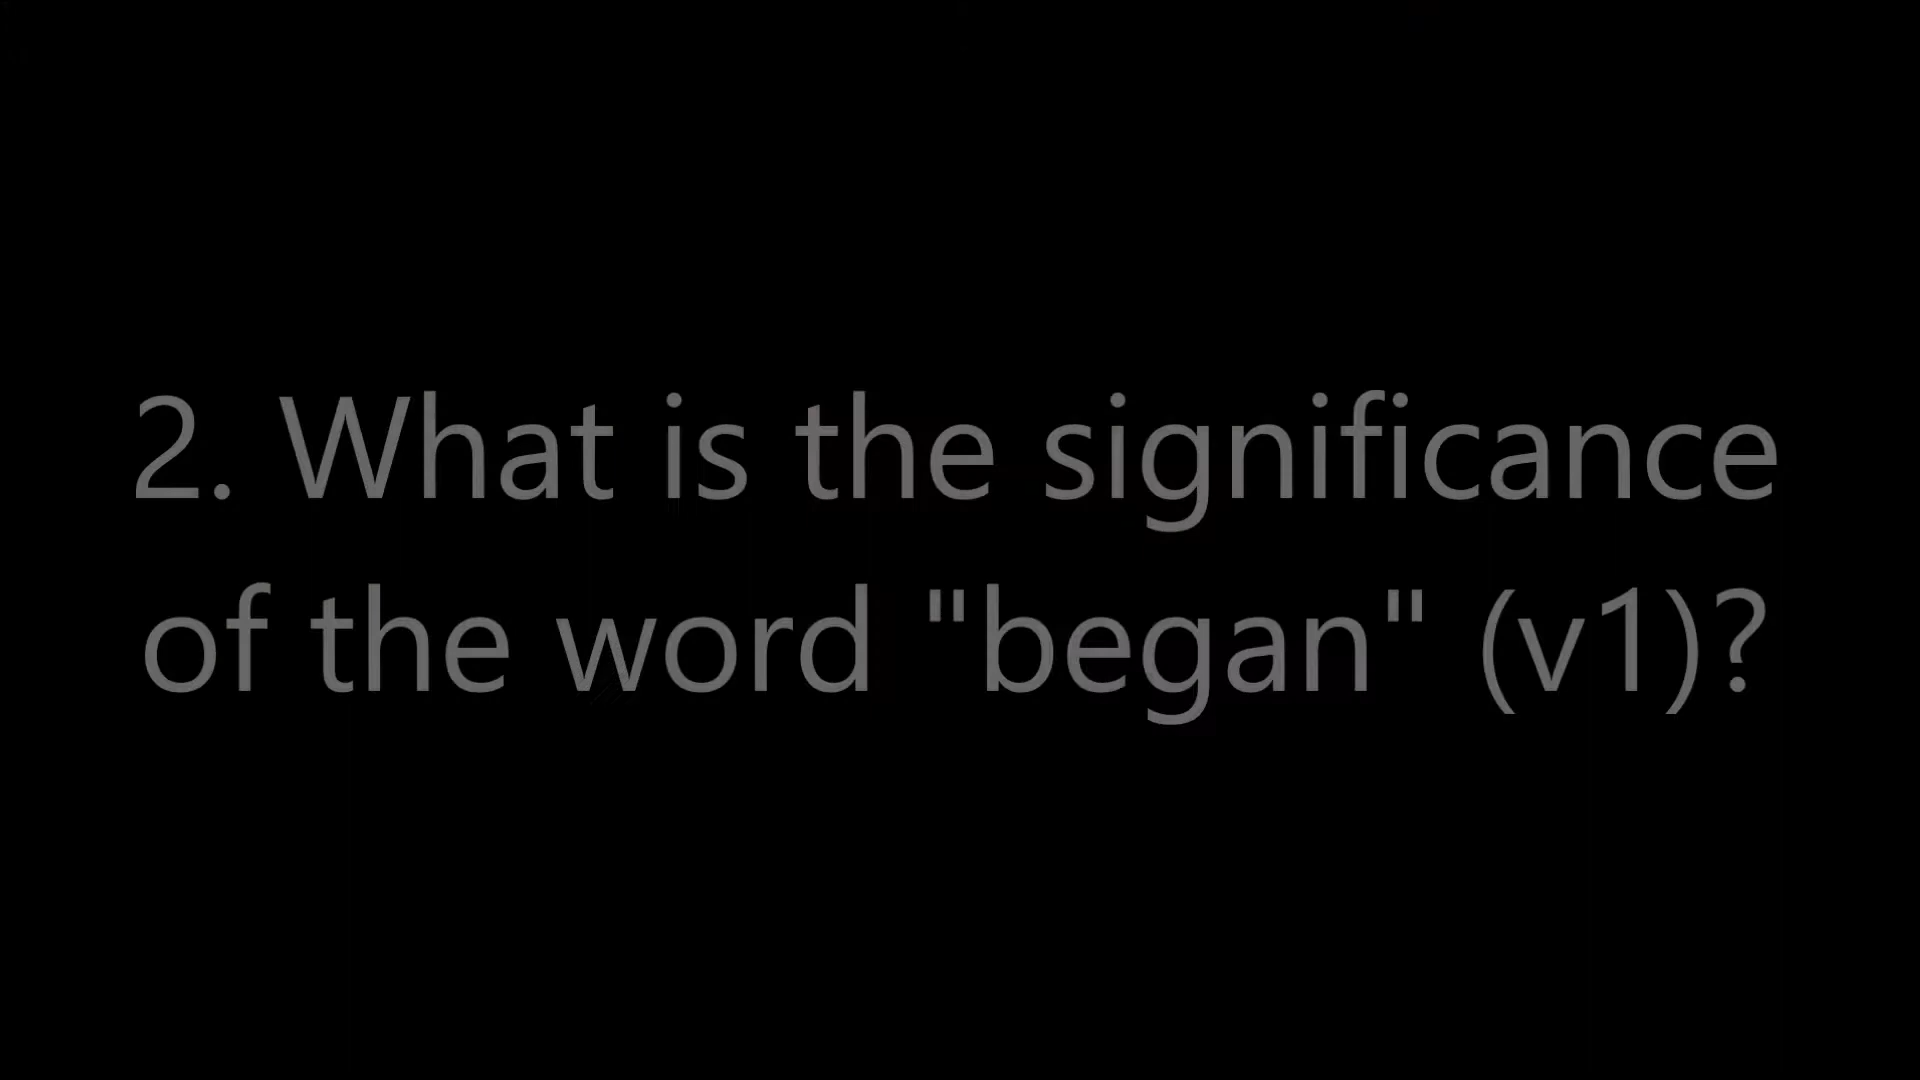 2. What is the significance
of the word "began" (v1)?